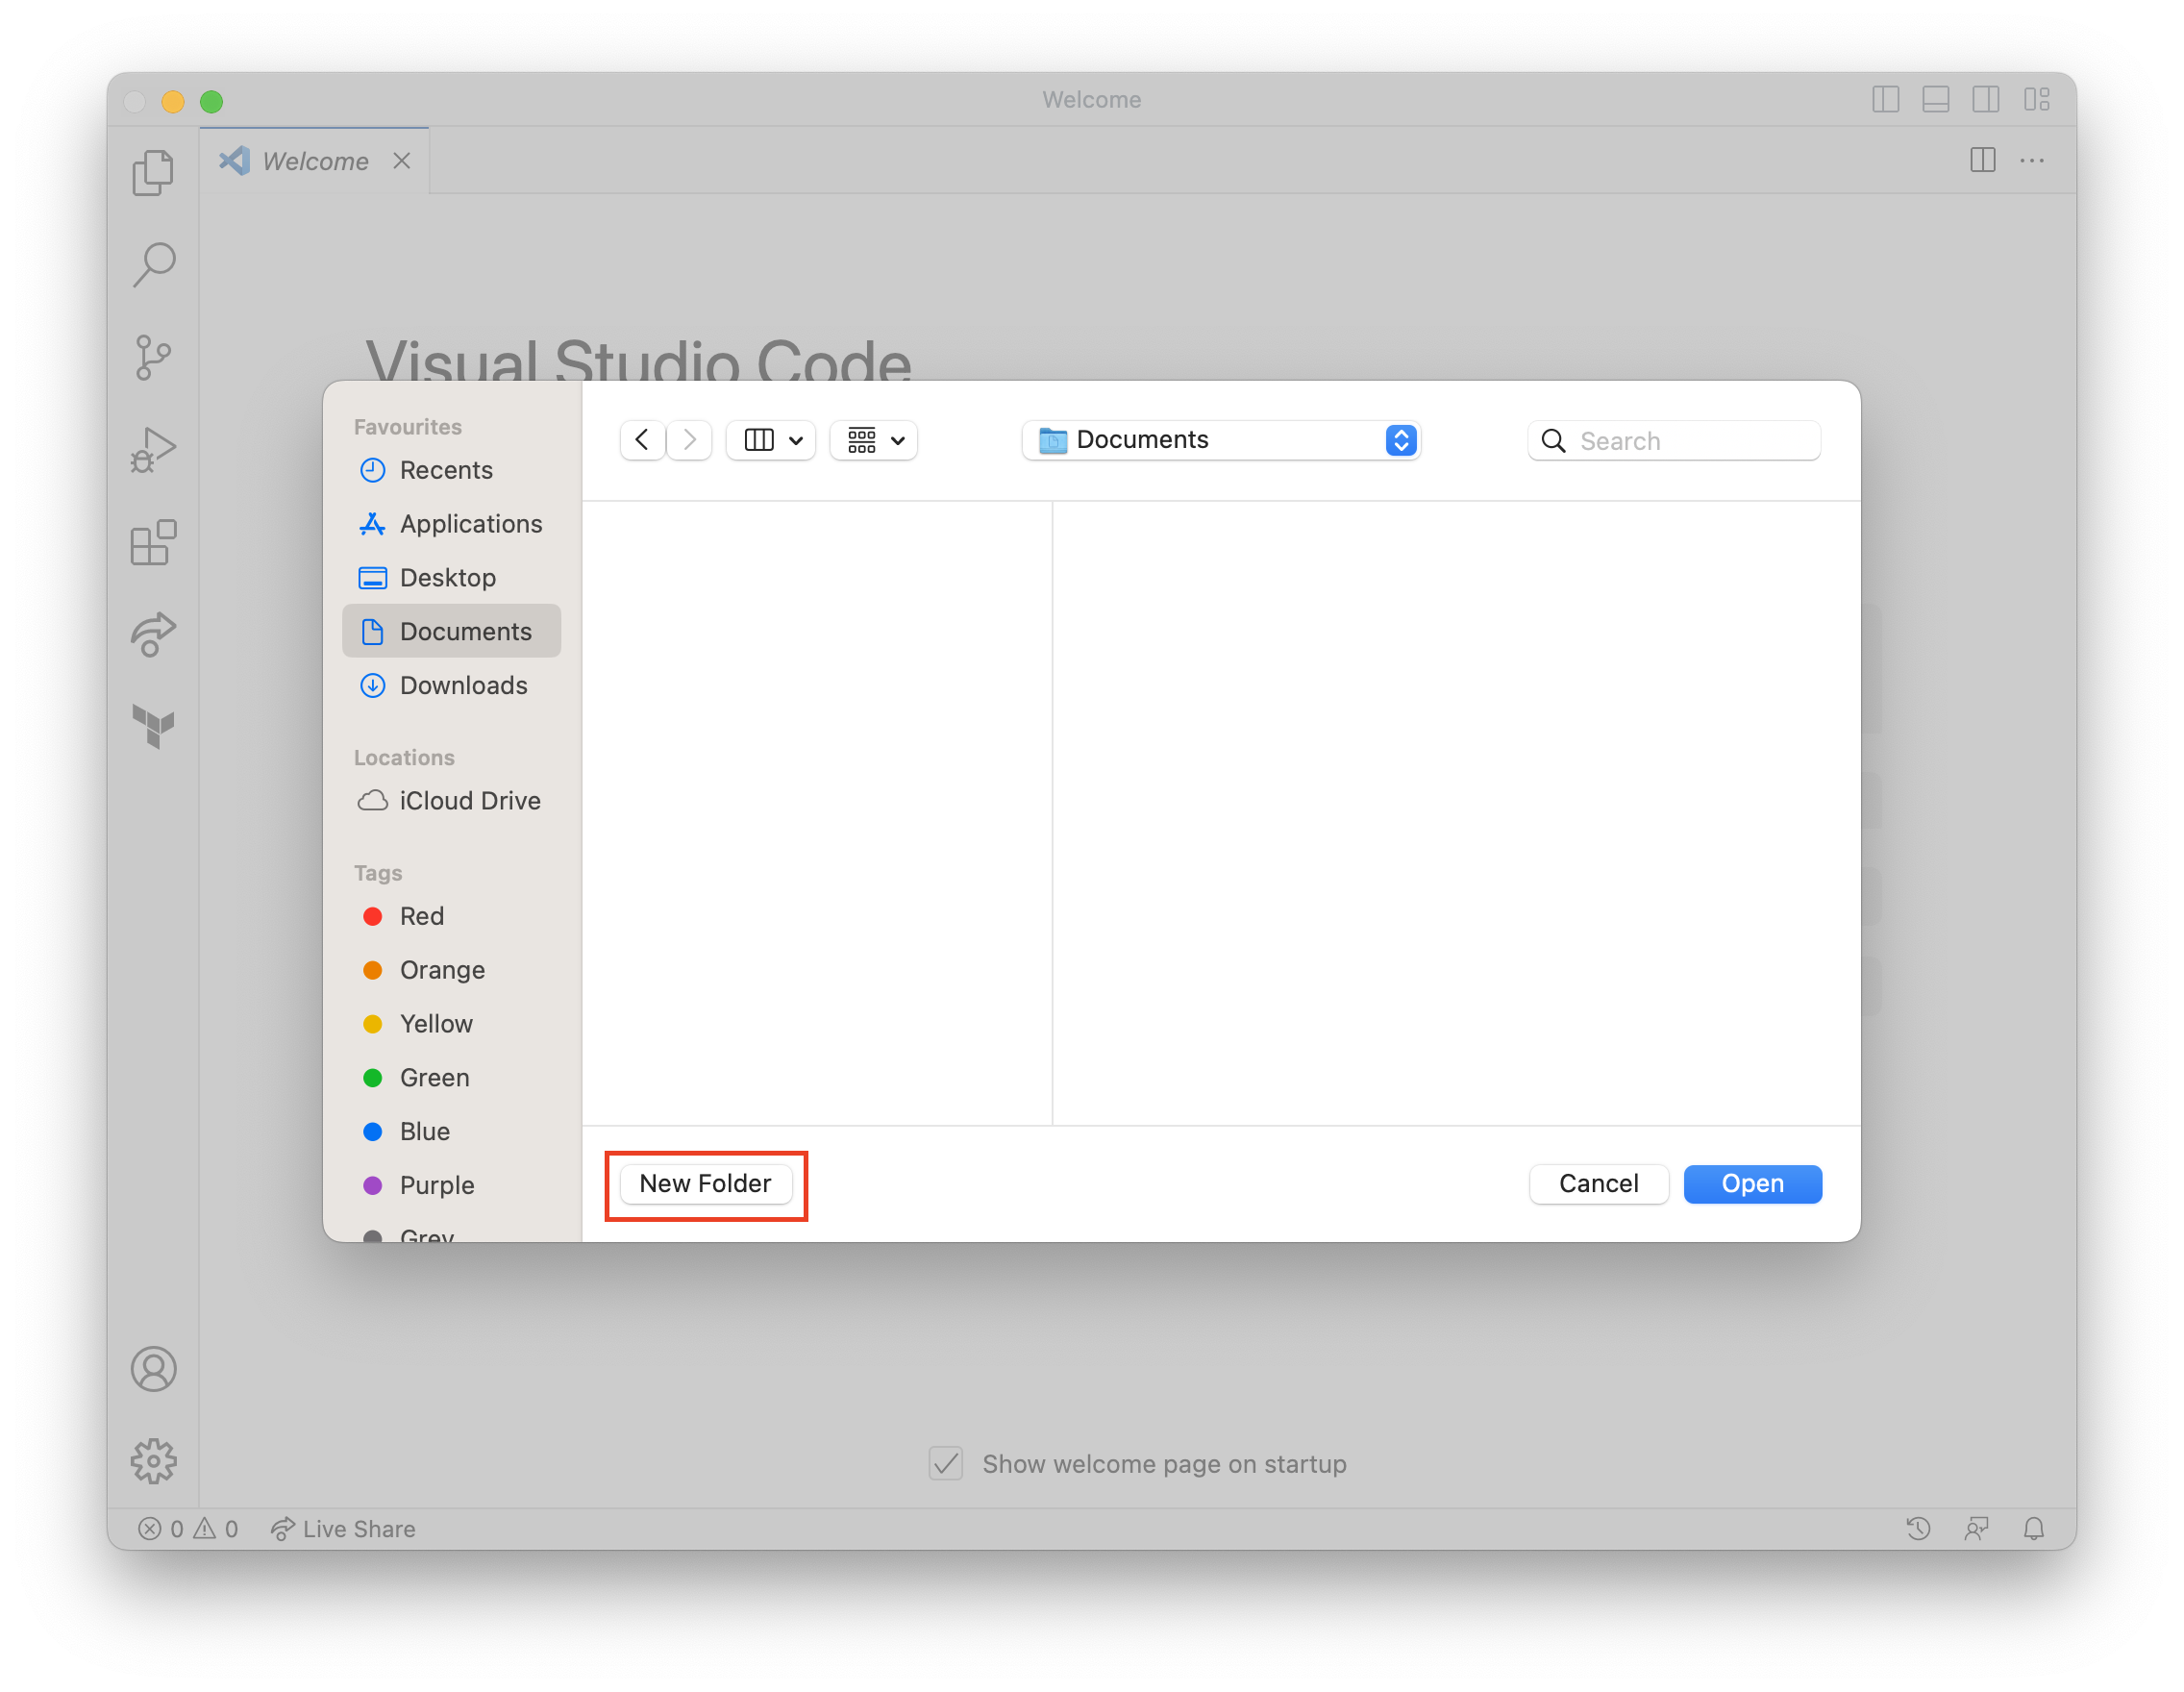 Welcome
Welcome
Visual Studio Code
Favourites
Recents
Applications
Desktop
Documents
Downloads
Locations
iCloud Drive
Tags
Red
Orange
Yellow
Green
Blue
Purple
Grey
Documents
Search
New Folder
Cancel
Open
Show welcome page on startup
0 0 Live Share